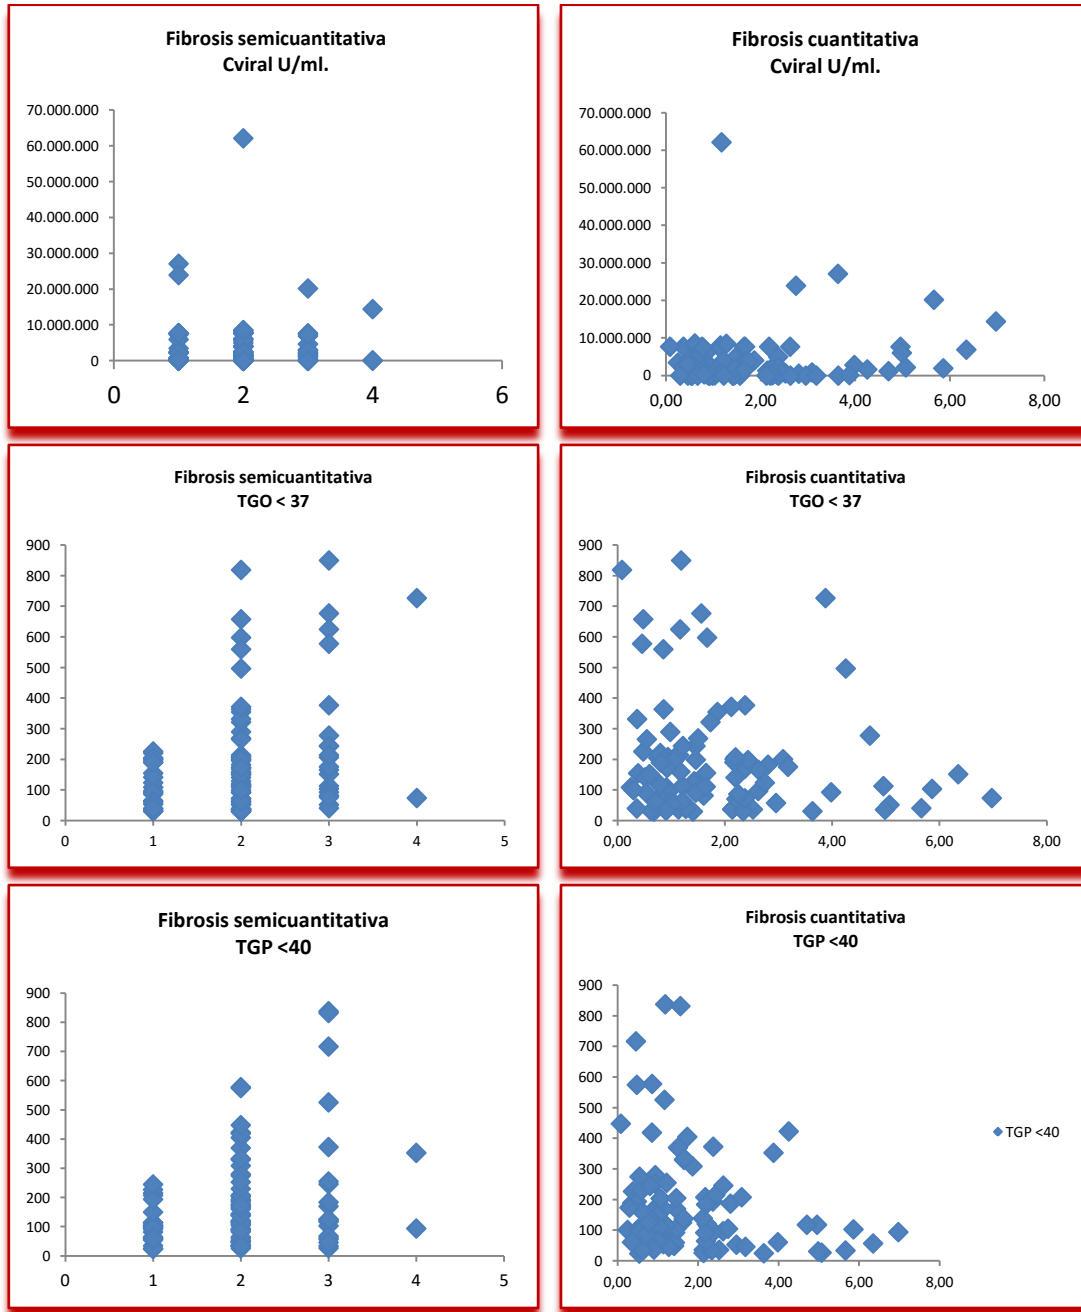 Fibrosis semicuantitativa
Cviral U/ml.
70.000.000
60.000.000
50.000.000
40.000.000
30.000.000
20.000.000
10.000.000
0
0 2 4 6
Fibrosis cuantitativa
Cviral U/ml.
70.000.000
60.000.000
50.000.000
40.000.000
30.000.000
20.000.000
10.000.000
0
0,00 2,00 4,00 6,00 8,00
Fibrosis semicuantitativa
TGO < 37
900
800
700
600
500
400
300
200
100
0
0 1 2 3 4 5
Fibrosis cuantitativa
TGO < 37
900
800
700
600
500
400
300
200
100
0
0,00 2,00 4,00 6,00 8,00
Fibrosis semicuantitativa
TGP <40
900
800
700
600
500
400
300
200
100
0
0 1 2 3 4 5
Fibrosis cuantitativa
TGP <40
900
800
700
600
500
400
300
200
100
0
0,00 2,00 4,00 6,00 8,00
TGP <40